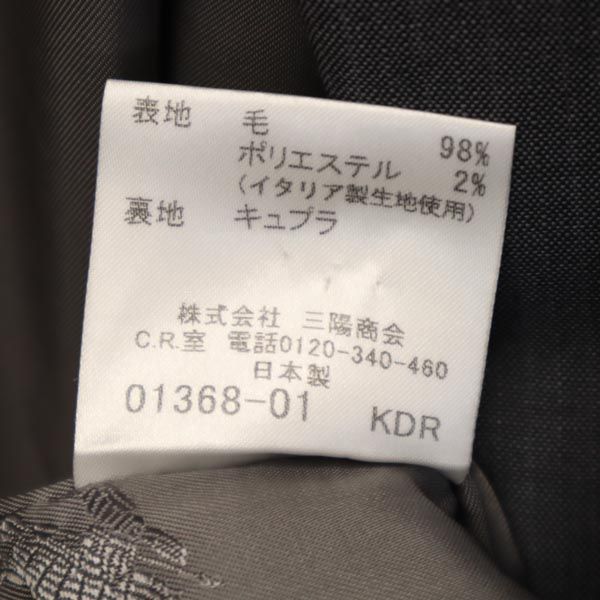 表地 毛 98%
ポリエステル 2%
(イタリア製生地使用)
裏地 キュプラ
株式会社 三陽商会
C.R.室 電話0120-340-460
日本製
01368-01 KDR